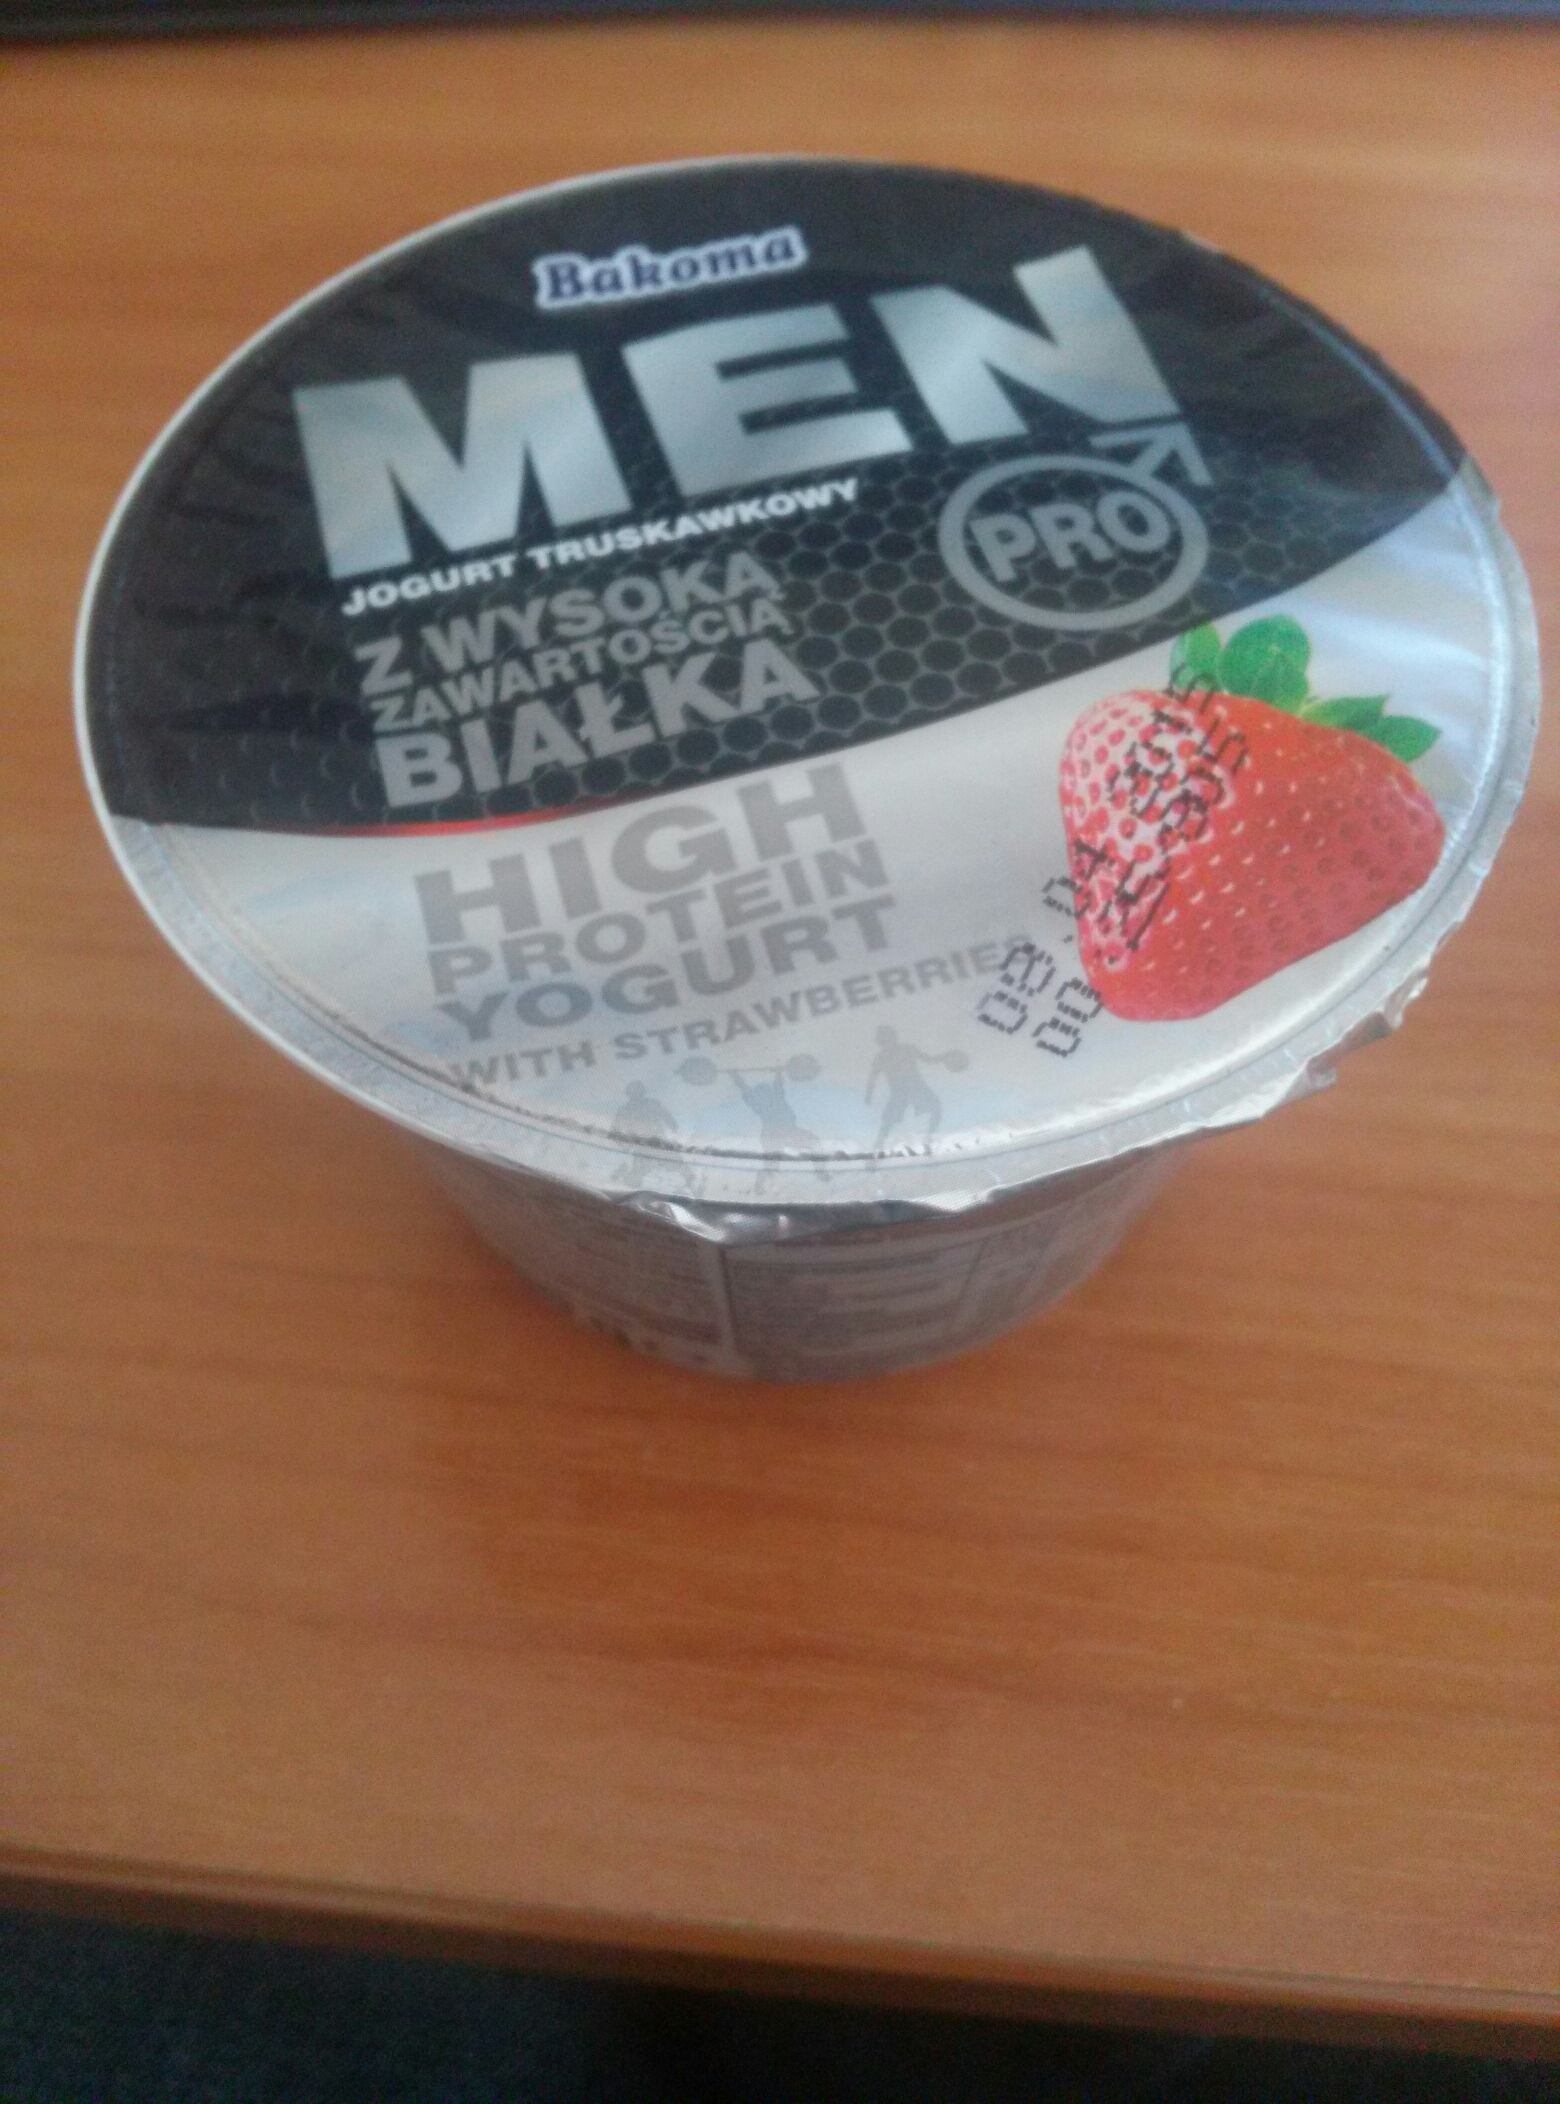 Bakoma
MEN
PRO
JOGURT TRUSKAWKOWY
Z WYSOKĄ
ZAWARTOŚCIĄ
BIAŁKA
HIGH
PROTEIN
YOGURT
WITH STRAWBERRIES